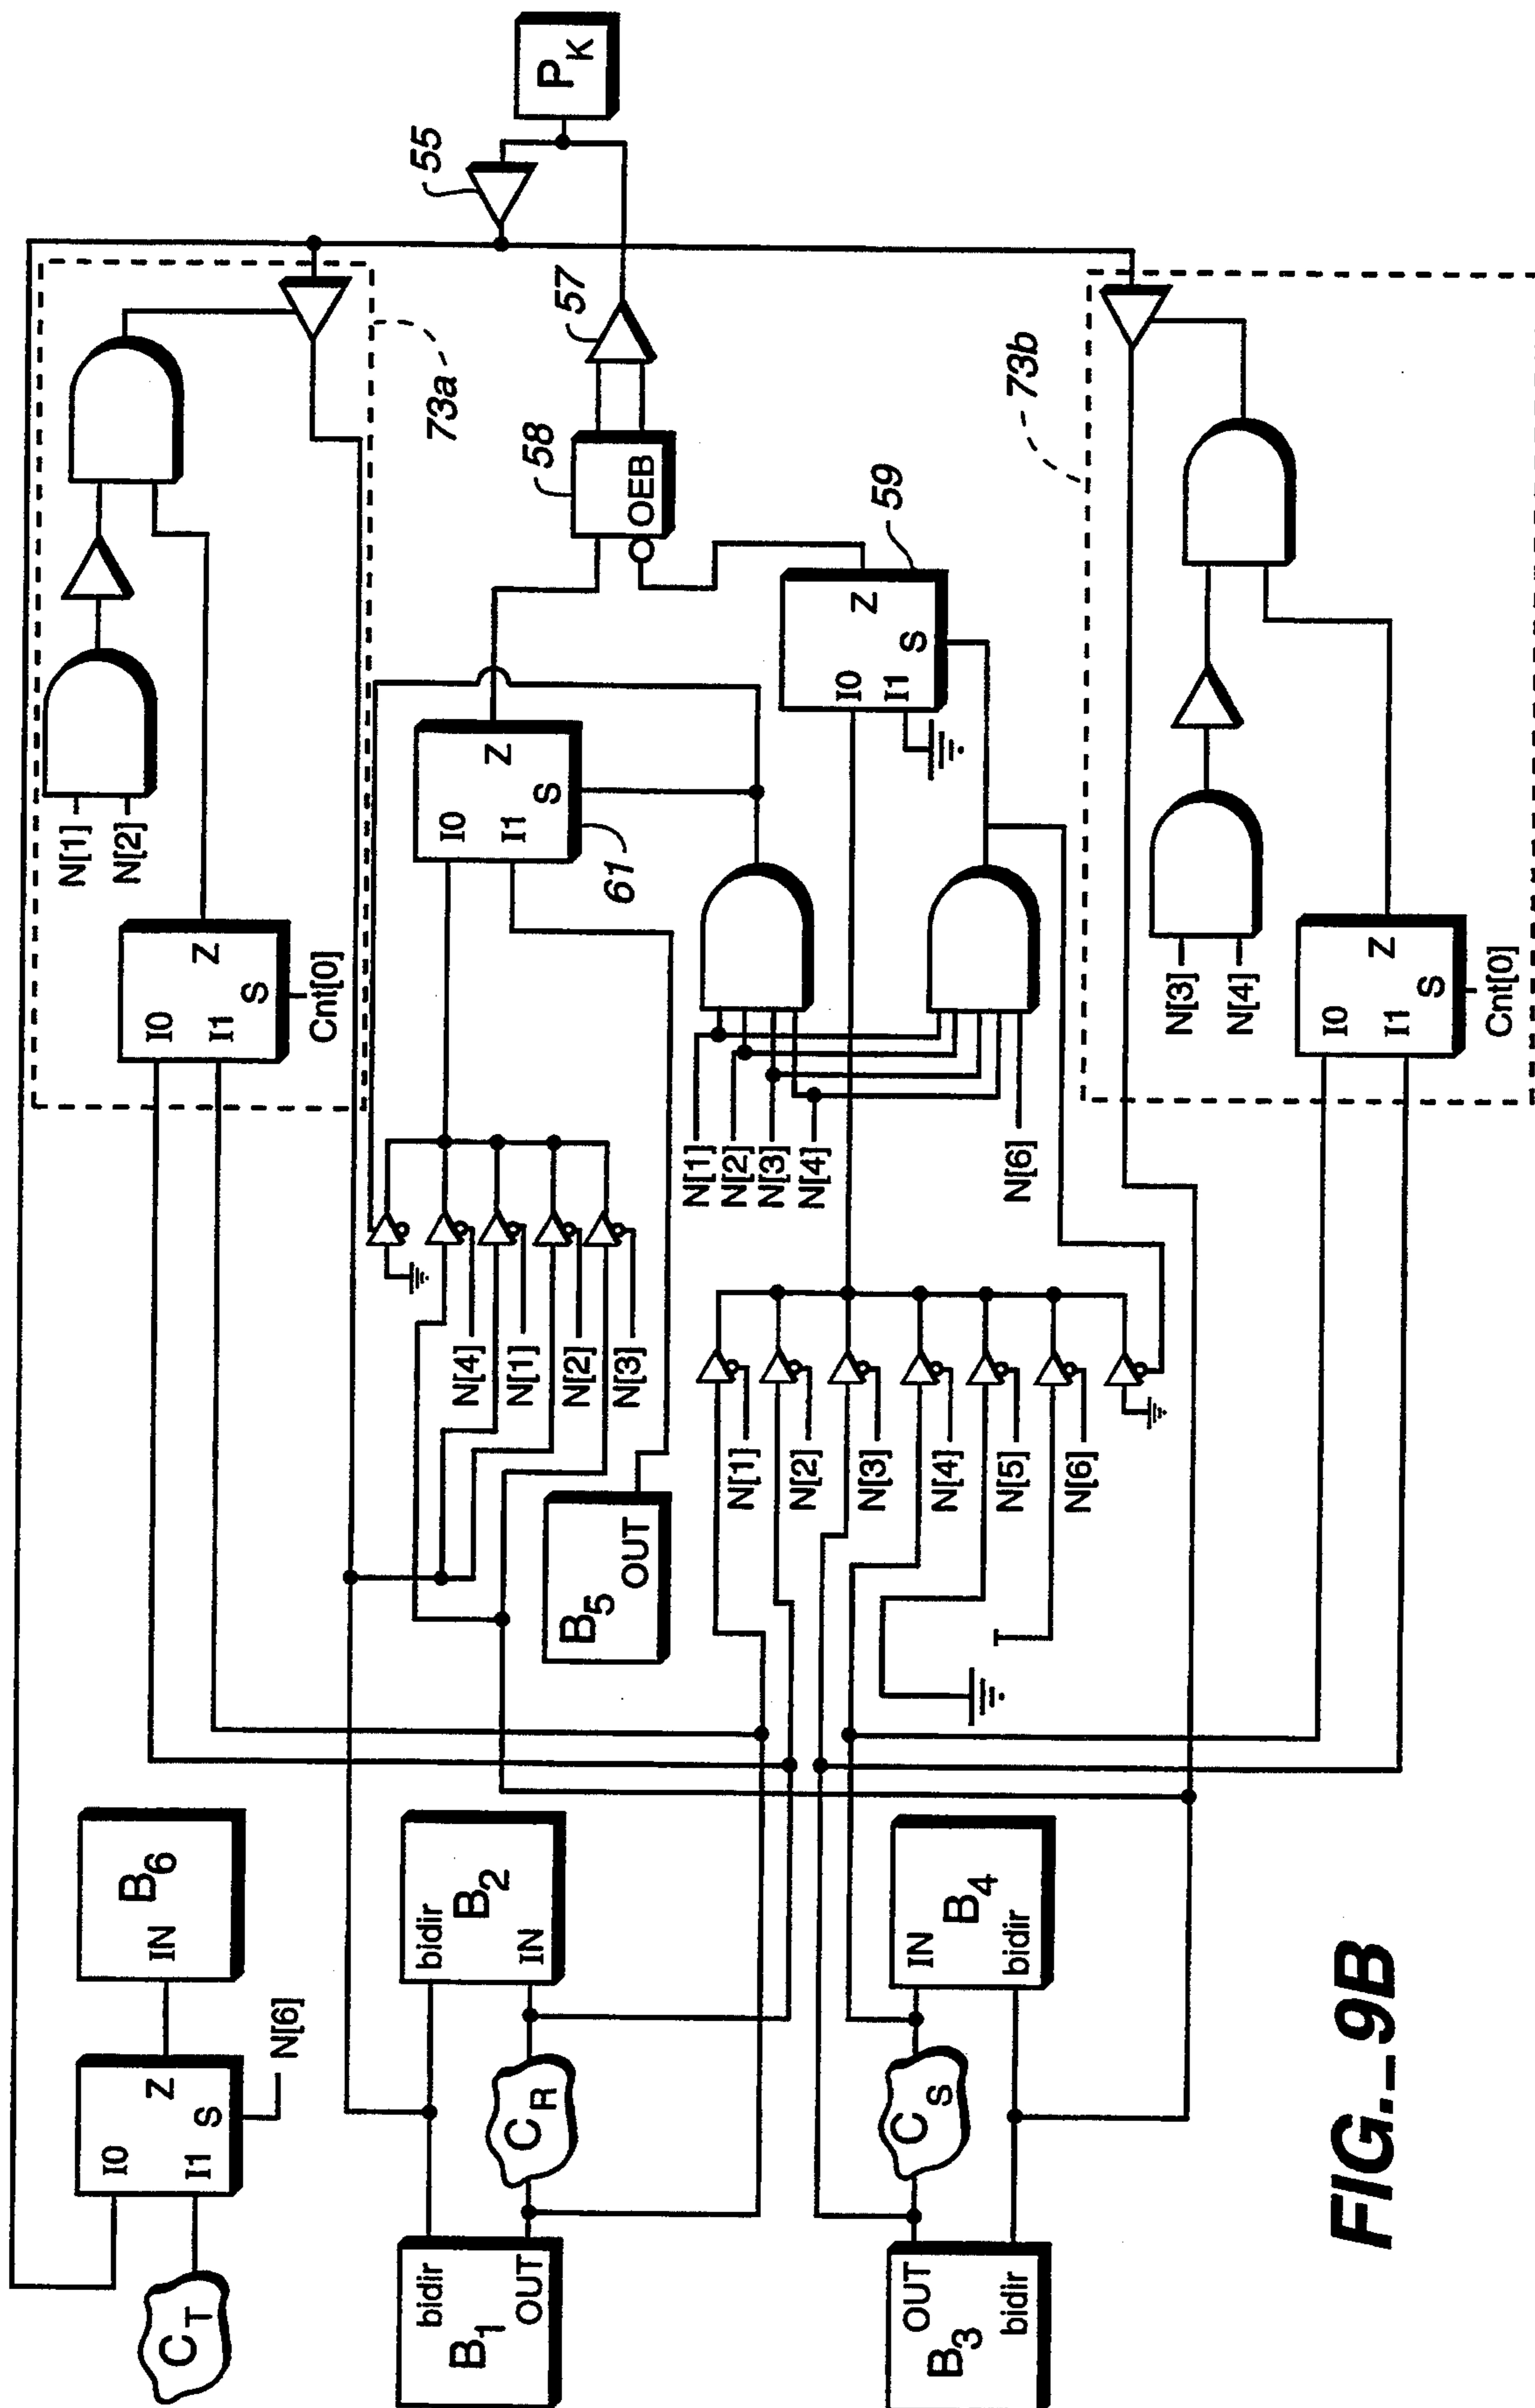 C_T
I0
I1
Z
S
N[6]
IN
B_6
I0
I1
Z
S
Cnt[0]
N[1]
N[2]
73a
55
P_K
bidir
B_1
OUT
C_R
bidir
B_2
IN
B_5
OUT
N[4]
N[1]
N[2]
N[3]
I0
I1
Z
S
61
58
OEB
57
N[1]
N[2]
N[3]
N[4]
N[6]
I0
I1
Z
S
59
N[1]
N[2]
N[3]
N[4]
N[5]
N[6]
OUT
B_3
bidir
C_S
IN
B_4
bidir
73b
N[3]
N[4]
I0
I1
Z
S
Cnt[0]
FIG._9B